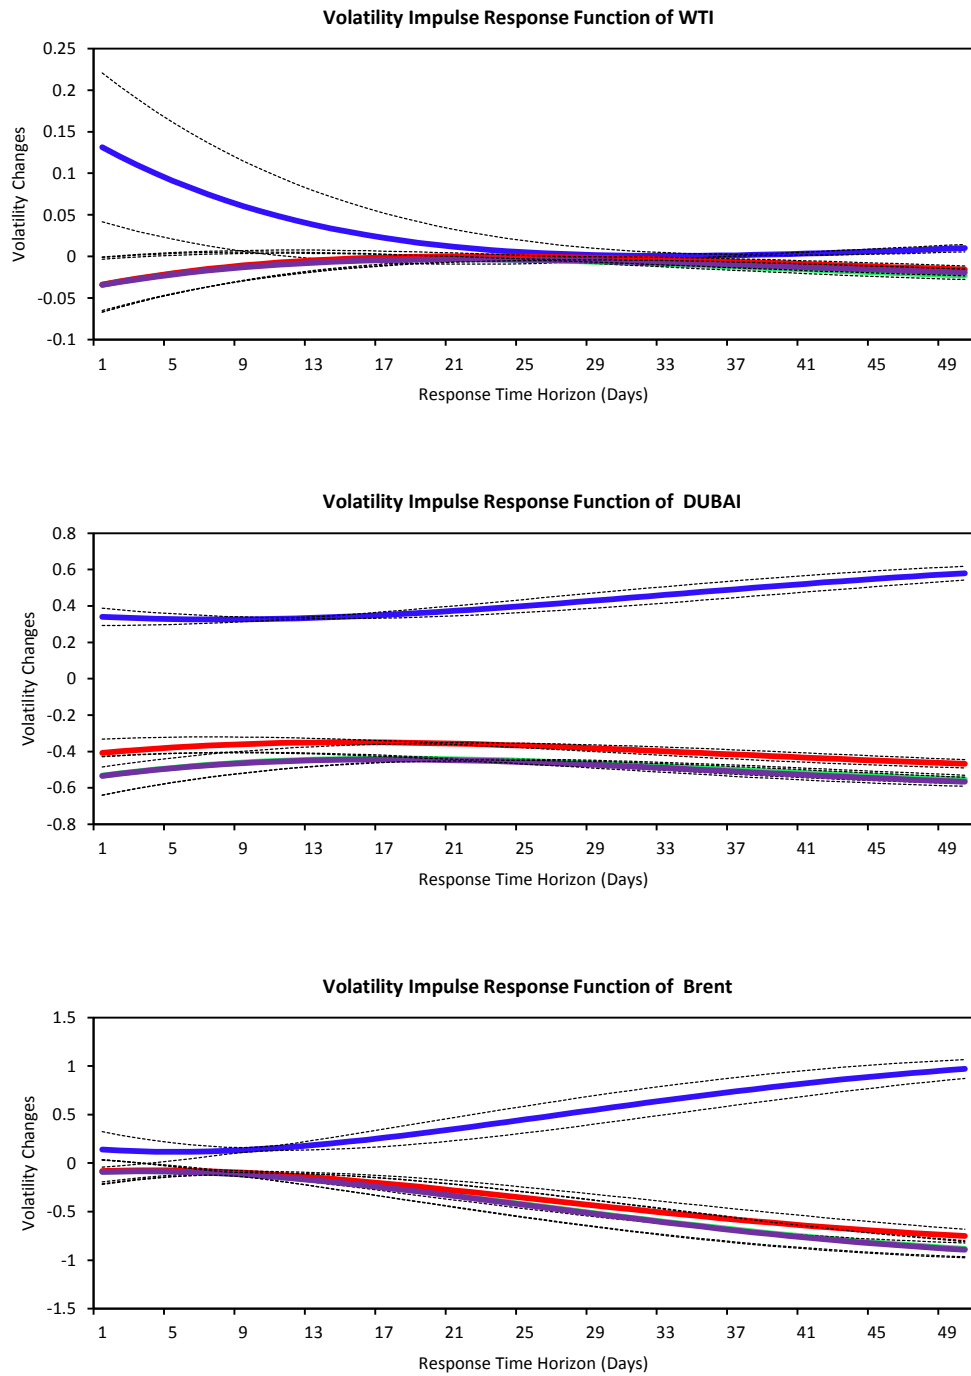 Volatility Impulse Response Function of WTI
0.25
0.2
0.15
0.1
0.05
0
-0.05
-0.1
Volatility Changes
1 5 9 13 17 21 25 29 33 37 41 45 49
Response Time Horizon (Days)
Volatility Impulse Response Function of DUBAI
0.8
0.6
0.4
0.2
0
-0.2
-0.4
-0.6
-0.8
Volatility Changes
1 5 9 13 17 21 25 29 33 37 41 45 49
Response Time Horizon (Days)
Volatility Impulse Response Function of Brent
1.5
1
0.5
0
-0.5
-1
-1.5
Volatility Changes
1 5 9 13 17 21 25 29 33 37 41 45 49
Response Time Horizon (Days)